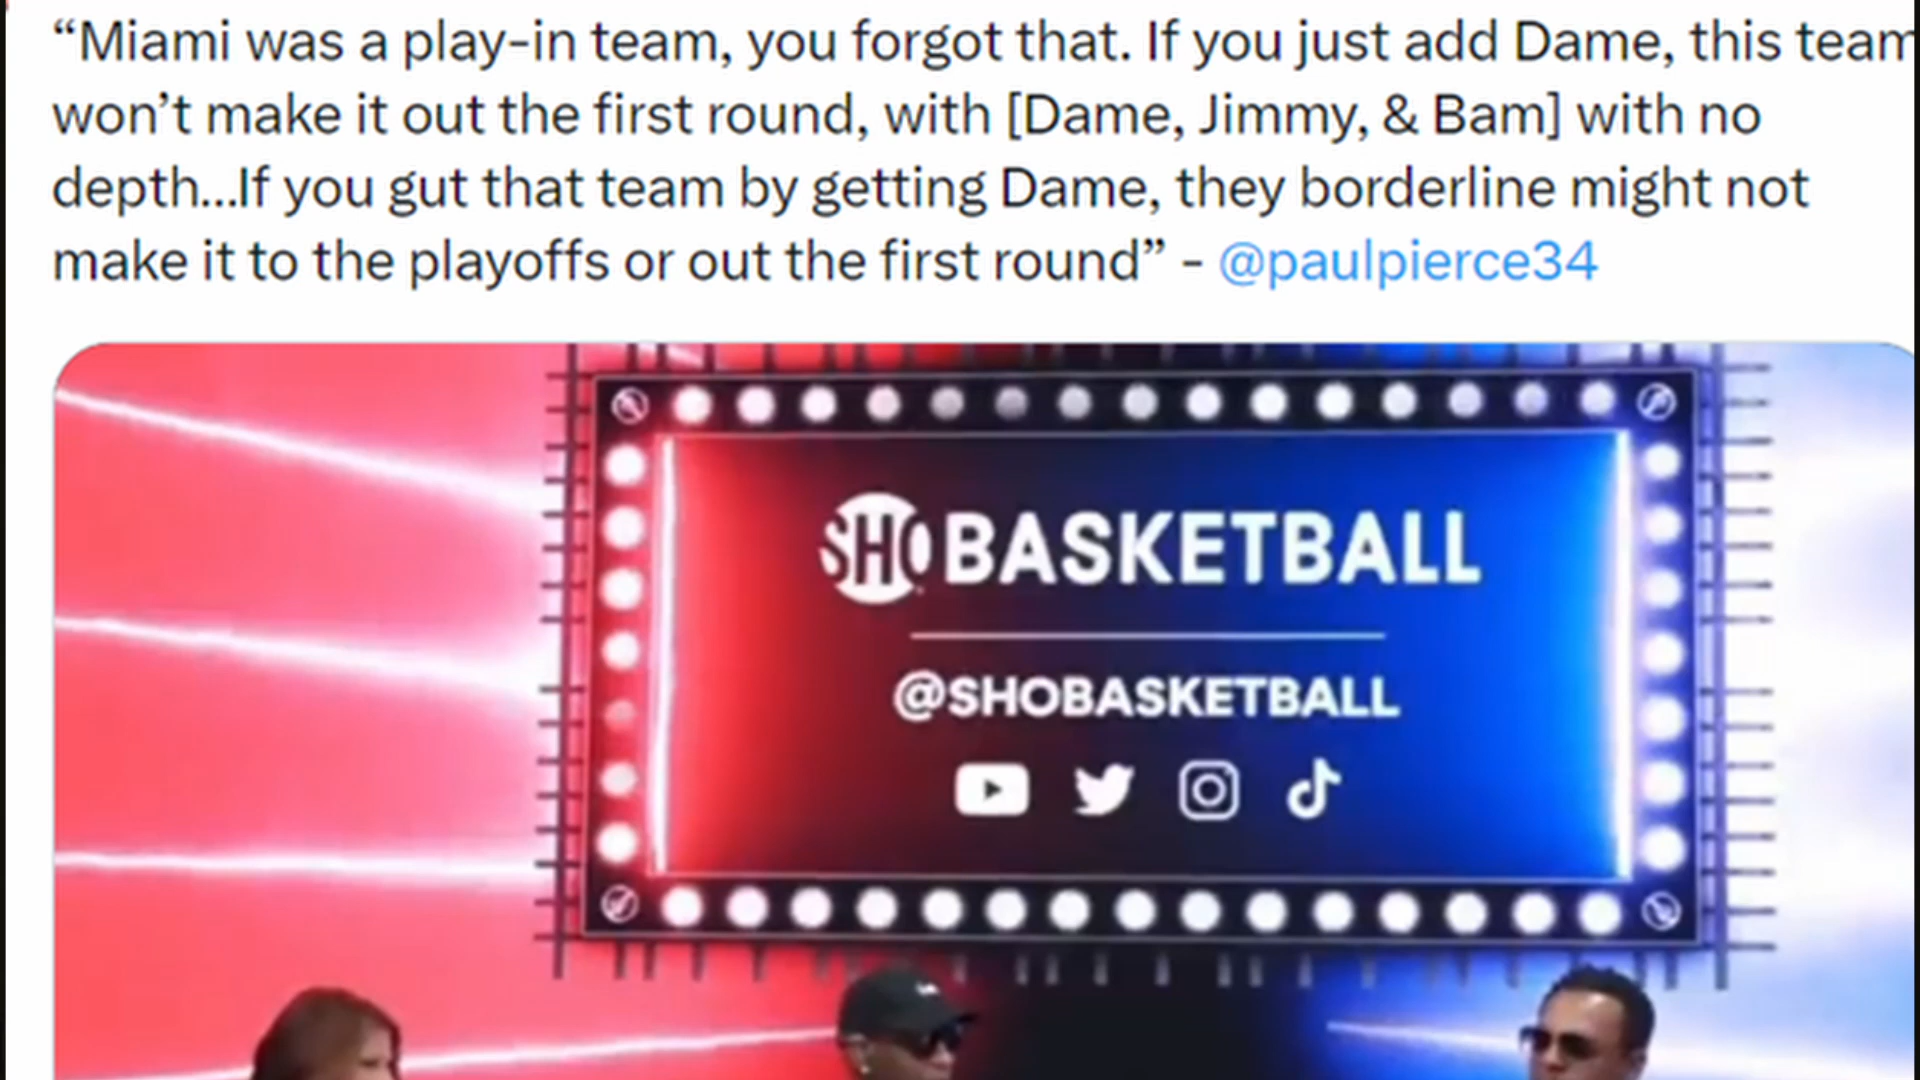 “Miami was a play-in team, you forgot that. If you just add Dame, this team
won’t make it out the first round, with [Dame, Jimmy, & Bam] with no
depth...If you gut that team by getting Dame, they borderline might not
make it to the playoffs or out the first round” - @paulpierce34
SHO BASKETBALL
@SHOBASKETBALL